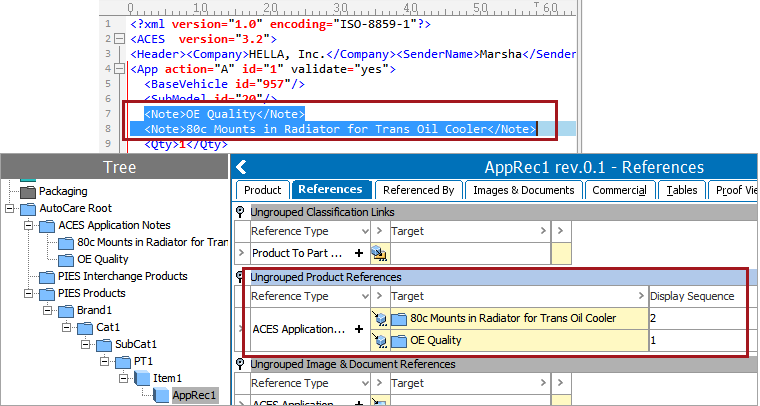 10 20 30 40 50 60
1 <?xml version="1.0" encoding="ISO-8859-1"?>
2 <ACES version="3.2">
3 <Header><Company>HELLA, Inc.</Company><SenderName>Marsha</Sender
4 <App action="A" id="1" validate="yes">
5 <BaseVehicle id="957"/>
6 <SubModel id="20"/>
7 <Note>OE Quality</Note>
8 <Note>80c Mounts in Radiator for Trans Oil Cooler</Note>
9 <Qty>1</Qty>
Tree
Packaging
AutoCare Root
ACES Application Notes
80c Mounts in Radiator for Tran
OE Quality
PIES Interchange Products
PIES Products
Brand1
Cat1
SubCat1
PT1
Item1
AppRec1
AppRec1 rev.0.1 - References
Product References Referenced By Images & Documents Commercial Tables Proof Vie
Ungrouped Classification Links
Reference Type > Target >
Product To Part ... +
Ungrouped Product References
Reference Type > Target > Display Sequence
ACES Application... + 80c Mounts in Radiator for Trans Oil Cooler 2
OE Quality 1
Ungrouped Image & Document References
Reference Type > Target >
ACES Application +